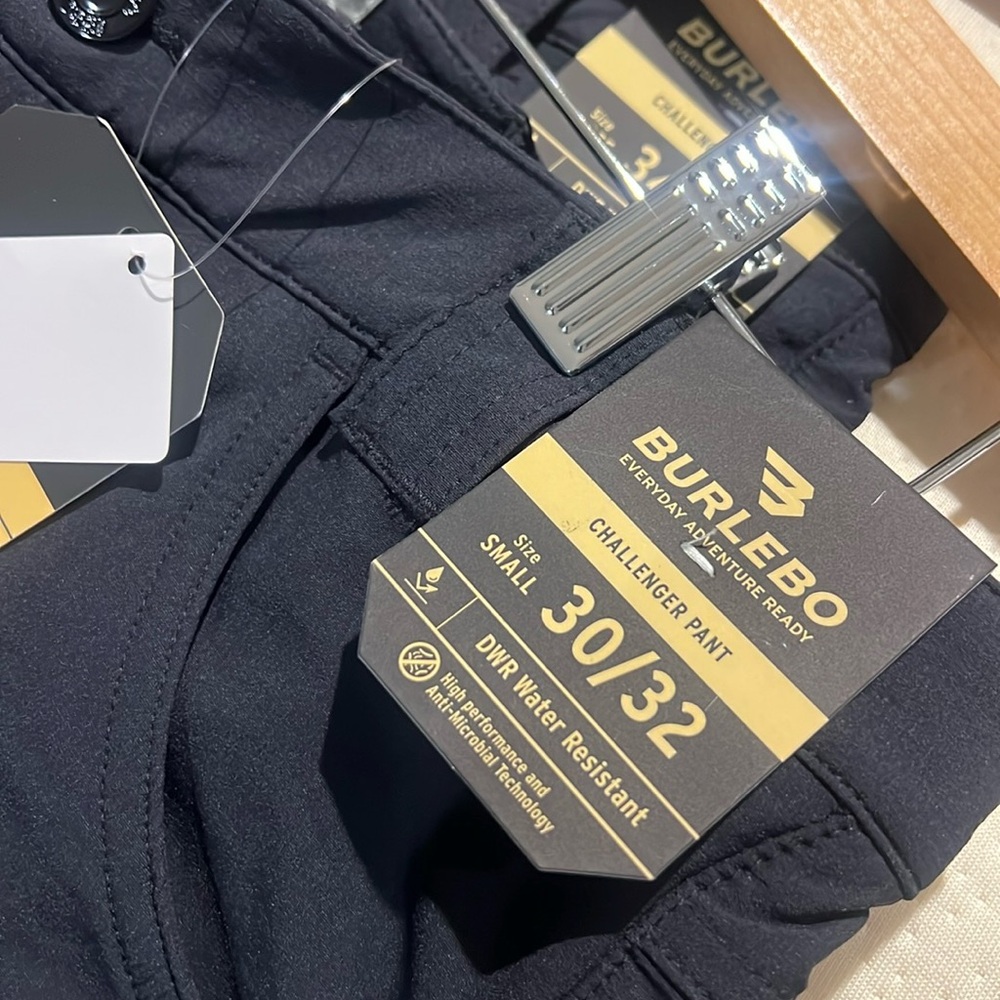 BURLEBO
EVERYDAY ADVENTURE READY
CHALLENGER PANT
Size
SMALL
30/32
DWR Water Resistant
High performance and
Anti-Microbial Technology
Size